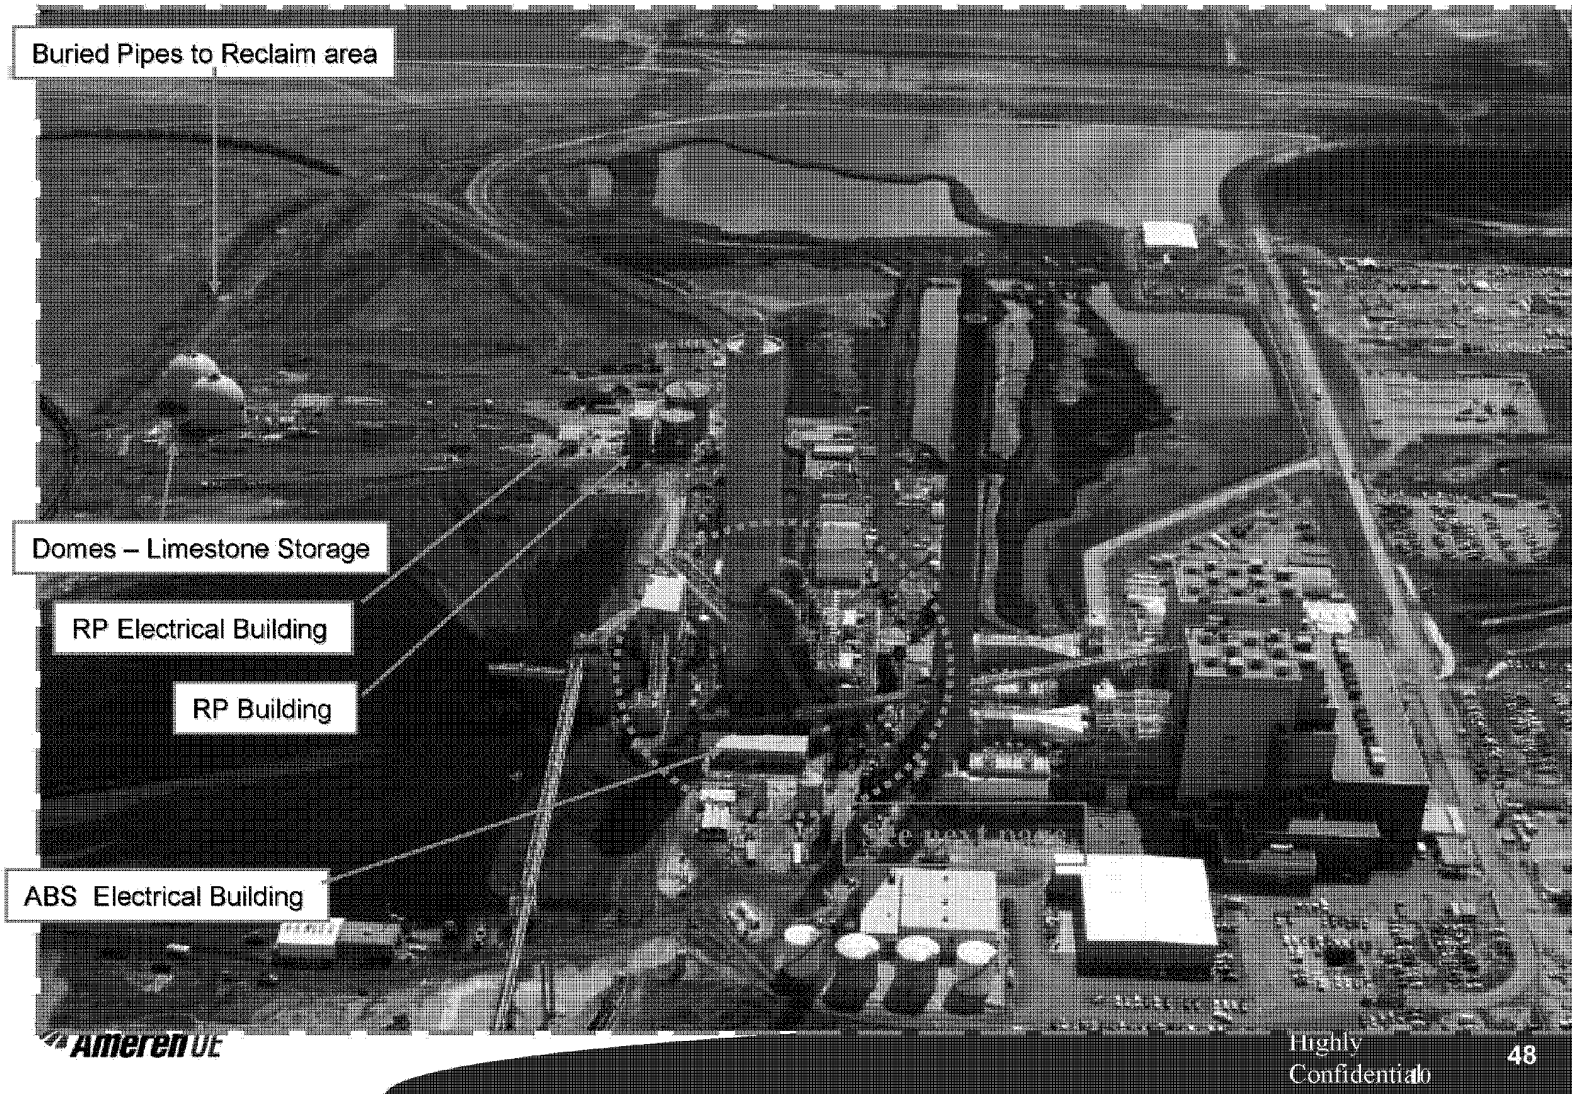 Buried Pipes to Reclaim area
Domes – Limestone Storage
RP Electrical Building
RP Building
See next page
ABS Electrical Building
Ameren UE
Highly
Confidential
48